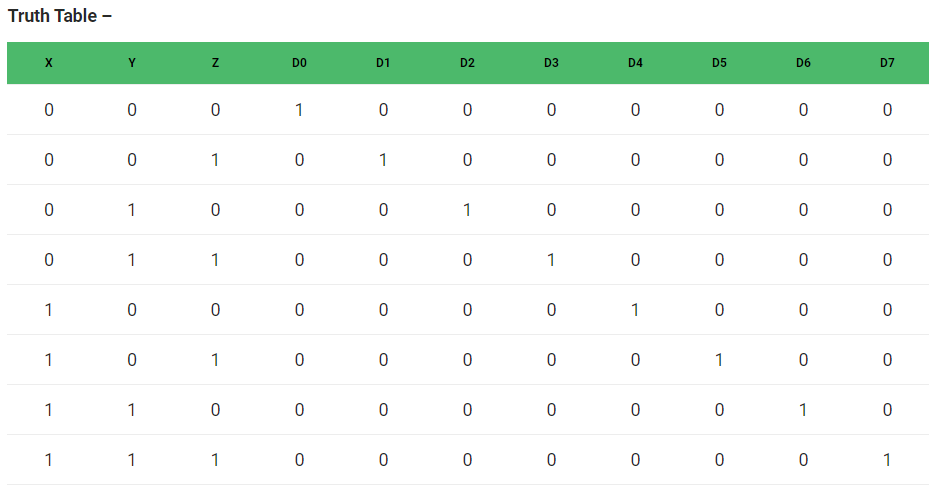 Truth Table –
X Y Z D0 D1 D2 D3 D4 D5 D6 D7
0 0 0 1 0 0 0 0 0 0 0
0 0 1 0 1 0 0 0 0 0 0
0 1 0 0 0 1 0 0 0 0 0
0 1 1 0 0 0 1 0 0 0 0
1 0 0 0 0 0 0 1 0 0 0
1 0 1 0 0 0 0 0 1 0 0
1 1 0 0 0 0 0 0 0 1 0
1 1 1 0 0 0 0 0 0 0 1